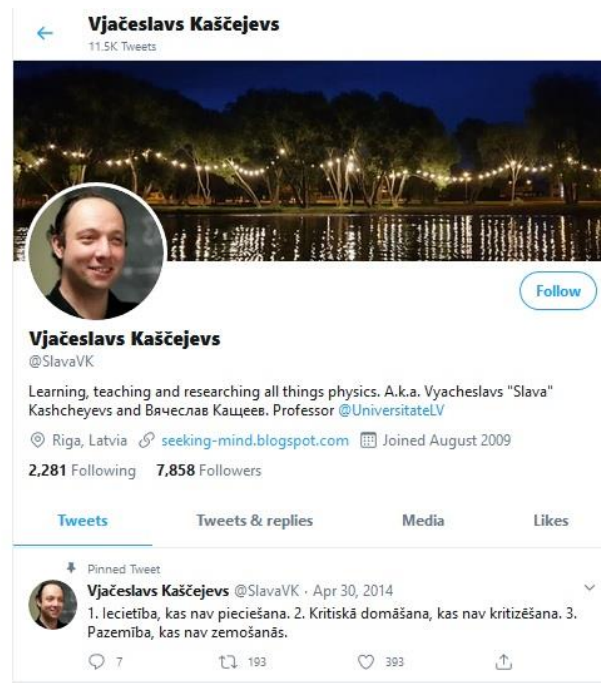 Vjačeslavs Kaščejevs
11.5K Tweets
Follow
Vjačeslavs Kaščejevs
@SlavaVK
Learning, teaching and researching all things physics. A.k.a. Vyacheslavs "Slava"
Kashcheyevs and Вячеслав Кащеев. Professor @UniversitateLV
Riga, Latvia seeking-mind.blogspot.com Joined August 2009
2,281 Following 7,858 Followers
Tweets Tweets & replies Media Likes
Pinned Tweet
Vjačeslavs Kaščejevs @SlavaVK · Apr 30, 2014
1. Iecietība, kas nav pieciešana. 2. Kritiskā domāšana, kas nav kritizēšana. 3.
Pazemība, kas nav zemošanās.
7 193 393